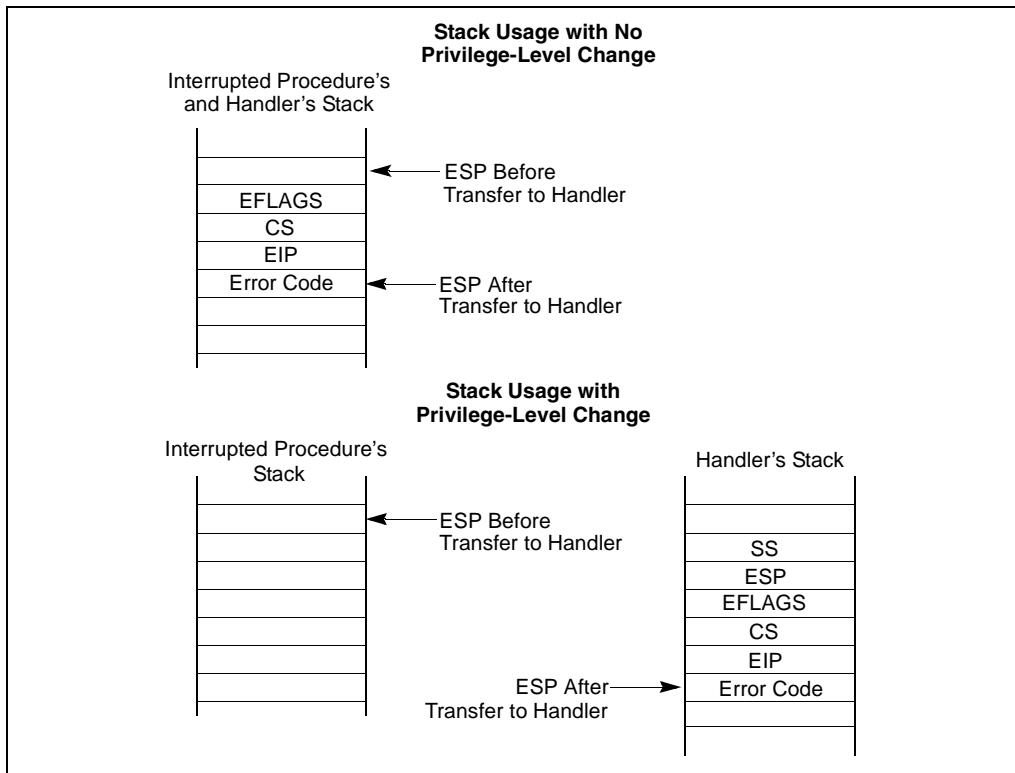 Stack Usage with No
Privilege-Level Change
Interrupted Procedure’s
and Handler’s Stack
ESP Before
Transfer to Handler
EFLAGS
CS
EIP
Error Code
ESP After
Transfer to Handler
Stack Usage with
Privilege-Level Change
Interrupted Procedure’s
Stack
Handler’s Stack
ESP Before
Transfer to Handler
SS
ESP
EFLAGS
CS
EIP
ESP After
Transfer to Handler
Error Code